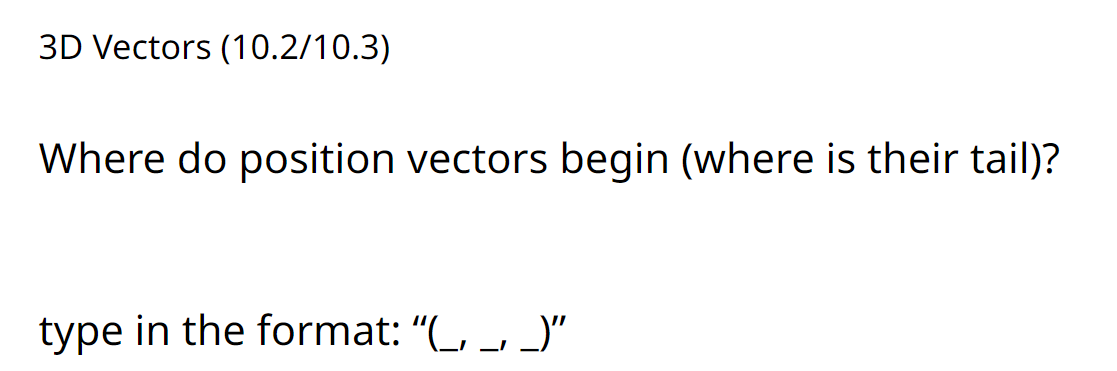 3D Vectors (10.2/10.3)
Where do position vectors begin (where is their tail)?
type in the format: “(_, _, _)”